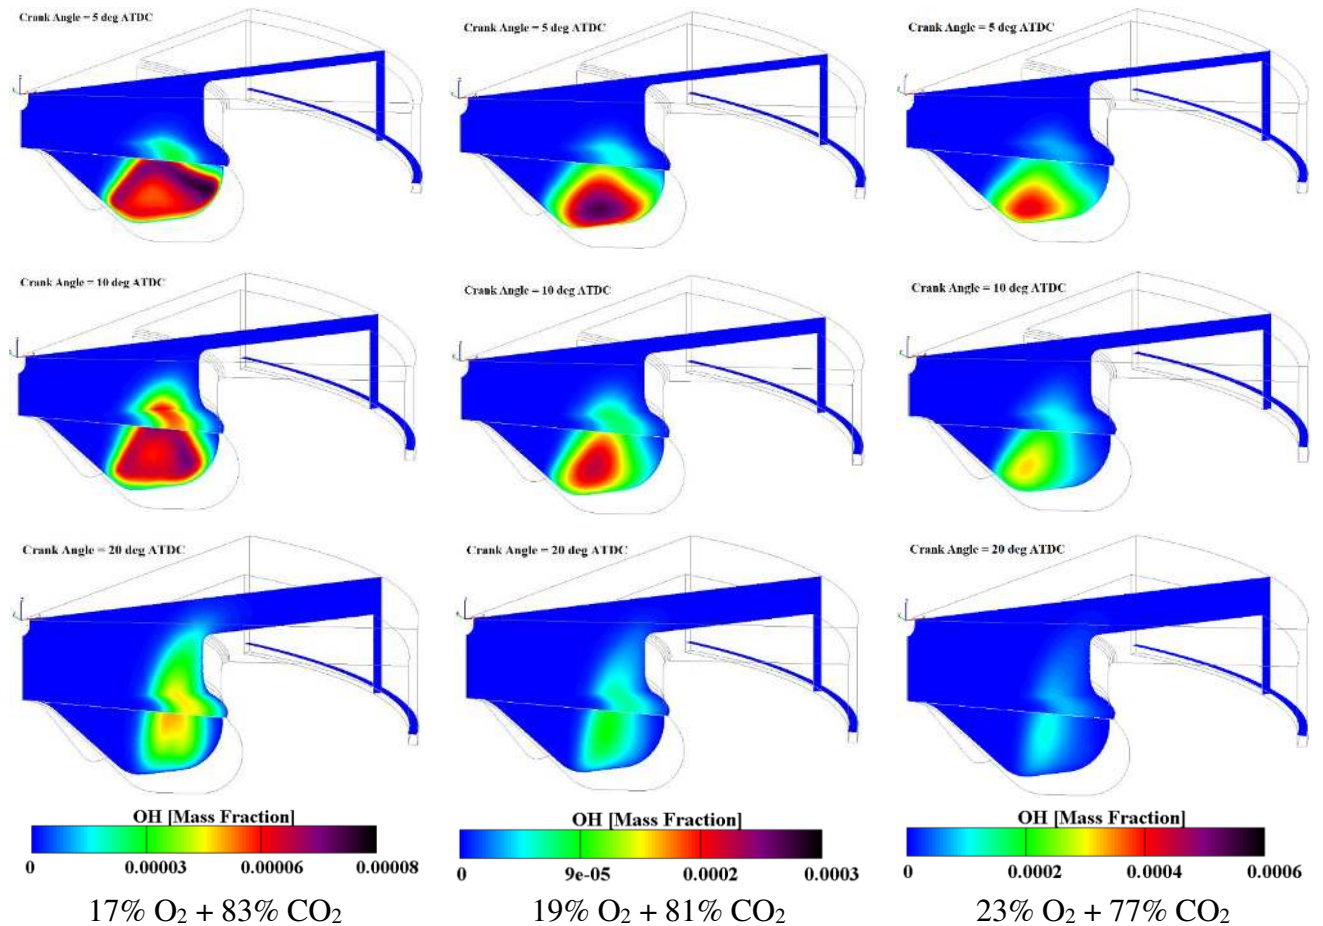 Crank Angle = 5 deg ATDC
Crank Angle = 5 deg ATDC
Crank Angle = 5 deg ATDC
Crank Angle = 10 deg ATDC
Crank Angle = 10 deg ATDC
Crank Angle = 10 deg ATDC
Crank Angle = 20 deg ATDC
Crank Angle = 20 deg ATDC
Crank Angle = 20 deg ATDC
OH [Mass Fraction]
0 0.00003 0.00006 0.00008
OH [Mass Fraction]
0 9e-05 0.0002 0.0003
OH [Mass Fraction]
0 0.0002 0.0004 0.0006
17% O₂ + 83% CO₂
19% O₂ + 81% CO₂
23% O₂ + 77% CO₂